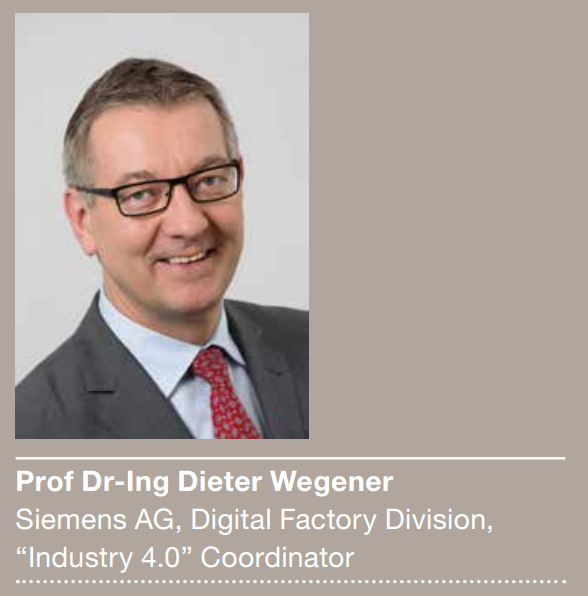 Prof Dr-Ing Dieter Wegener
Siemens AG, Digital Factory Division,
“Industry 4.0” Coordinator